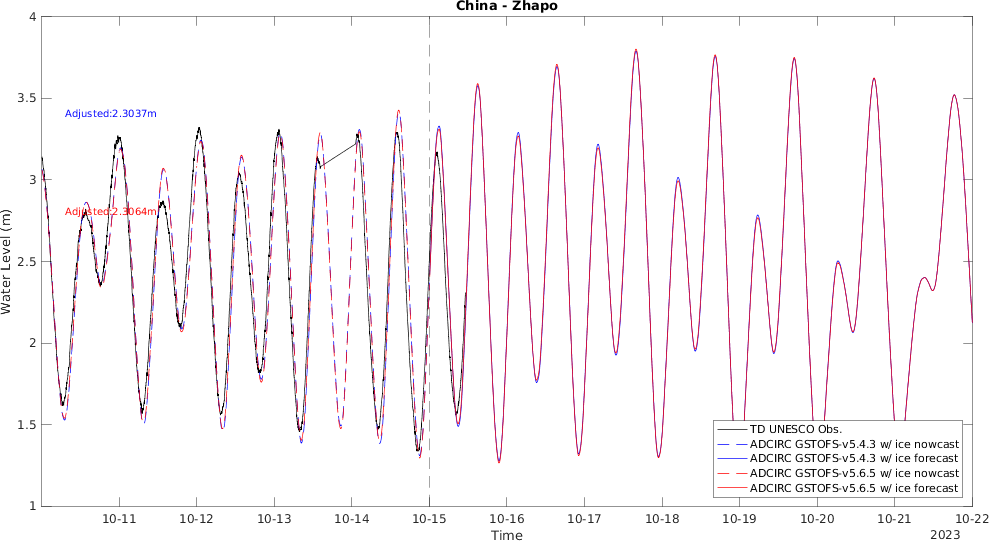 China - Zhapo
4
3.5
3
2.5
2
1.5
1
Water Level (m)
Adjusted:2.3037m
Adjusted:2.3064m
TD UNESCO Obs.
ADCIRC GSTOFS-v5.4.3 w/ ice nowcast
ADCIRC GSTOFS-v5.4.3 w/ ice forecast
ADCIRC GSTOFS-v5.6.5 w/ ice nowcast
ADCIRC GSTOFS-v5.6.5 w/ ice forecast
10-11 10-12 10-13 10-14 10-15 10-16 10-17 10-18 10-19 10-20 10-21 10-22
Time
2023